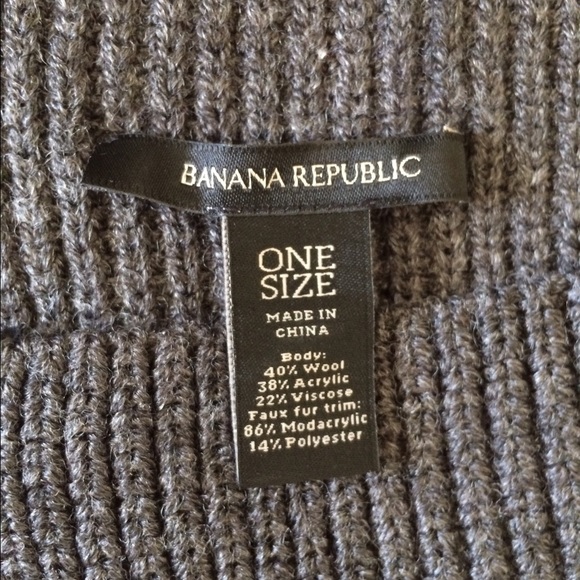 BANANA REPUBLIC
ONE
SIZE
MADE IN
CHINA
Body:
40% Wool
38% Acrylic
22% Viscose
Faux fur trim:
86% Modacrylic
14% Polyester